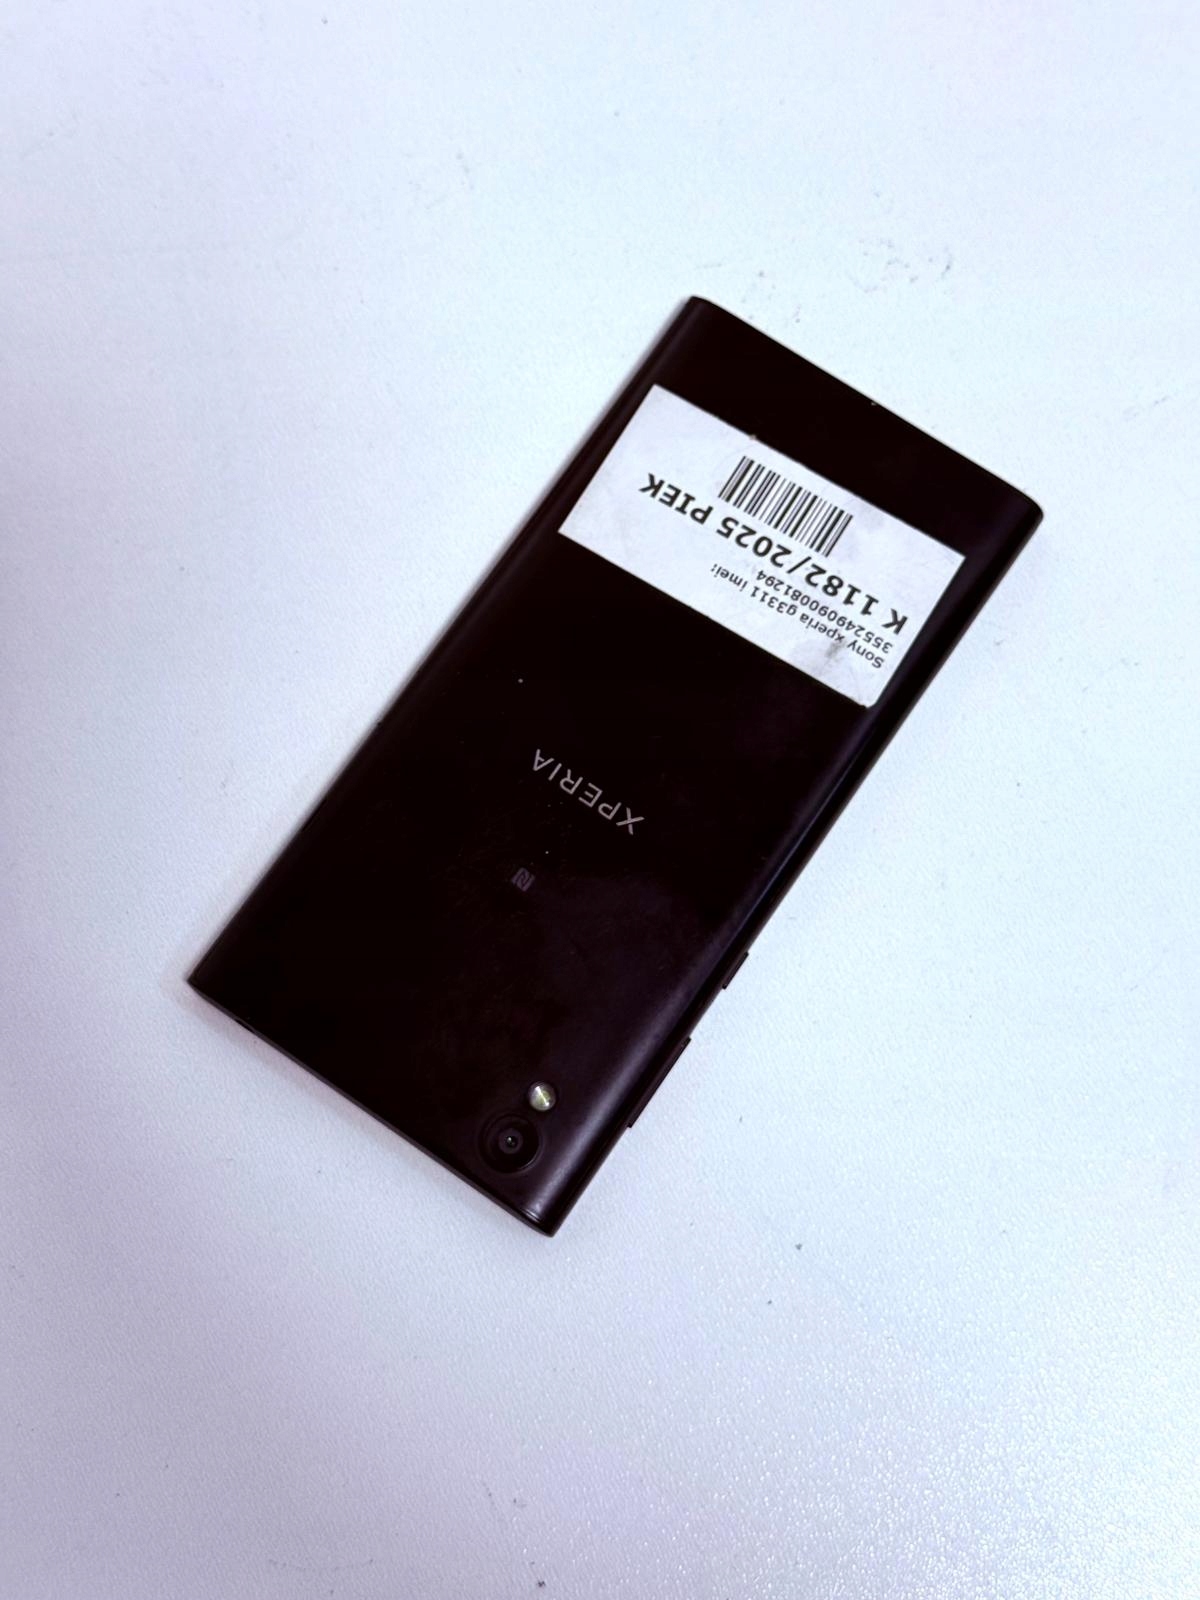 Sony xperia g3311 imei:
355249090081294
K 1182/2025 PIEK
XPERIA